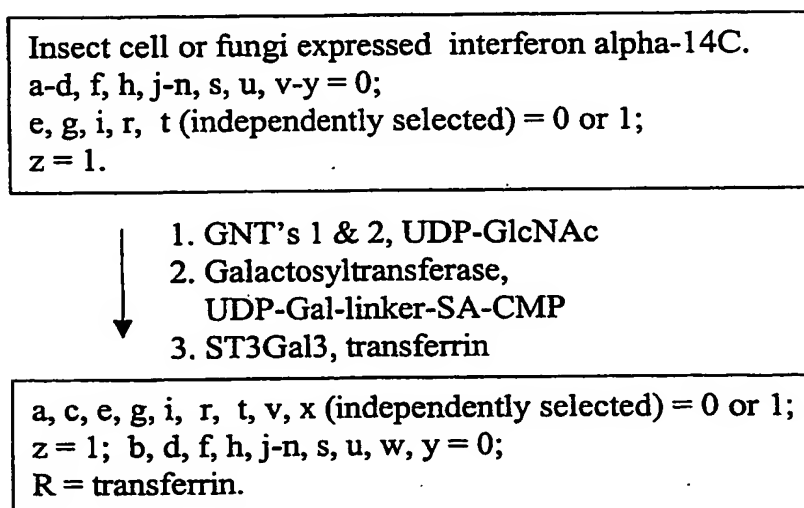 Insect cell or fungi expressed interferon alpha-14C.
a-d, f, h, j-n, s, u, v-y = 0;
e, g, i, r, t (independently selected) = 0 or 1;
z = 1.
1. GNT's 1 & 2, UDP-GlcNAc
2. Galactosyltransferase,
UDP-Gal-linker-SA-CMP
3. ST3Gal3, transferrin
a, c, e, g, i, r, t, v, x (independently selected) = 0 or 1;
z = 1; b, d, f, h, j-n, s, u, w, y = 0;
R = transferrin.